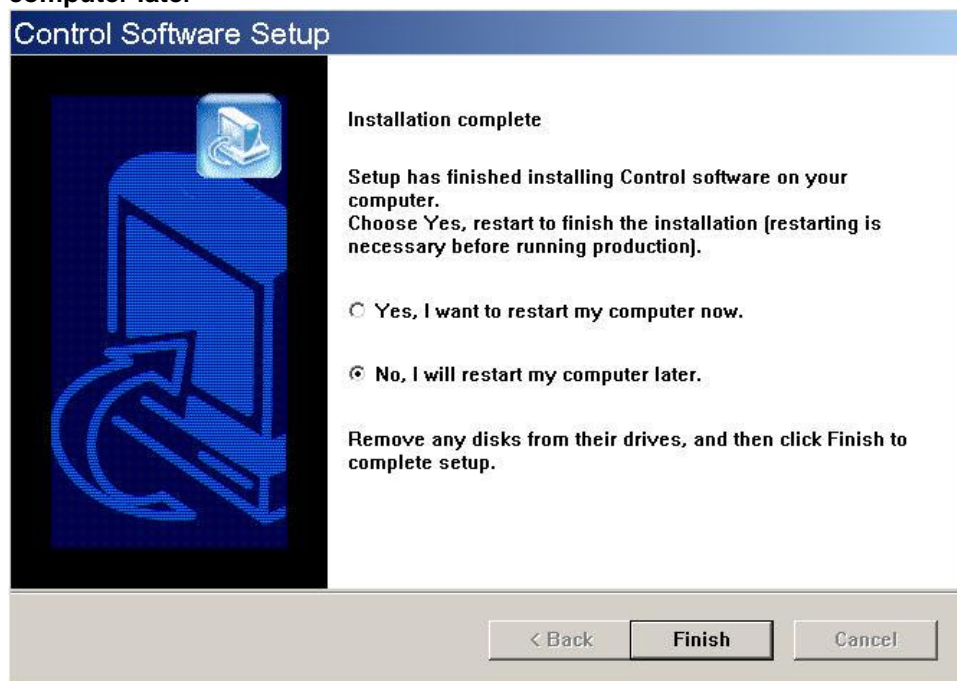 computer later
Control Software Setup
Installation complete
Setup has finished installing Control software on your
computer.
Choose Yes, restart to finish the installation (restarting is
necessary before running production).
Yes, I want to restart my computer now.
No, I will restart my computer later.
Remove any disks from their drives, and then click Finish to
complete setup.
< Back Finish Cancel